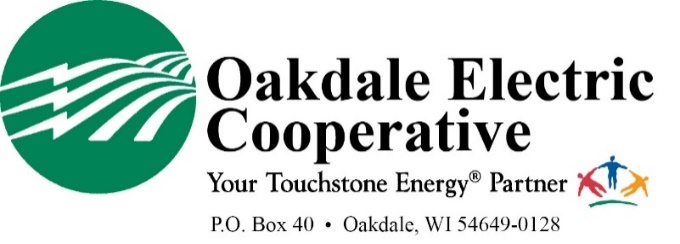 Oakdale Electric
Cooperative
Your Touchstone Energy® Partner
P.O. Box 40 • Oakdale, WI 54649-0128